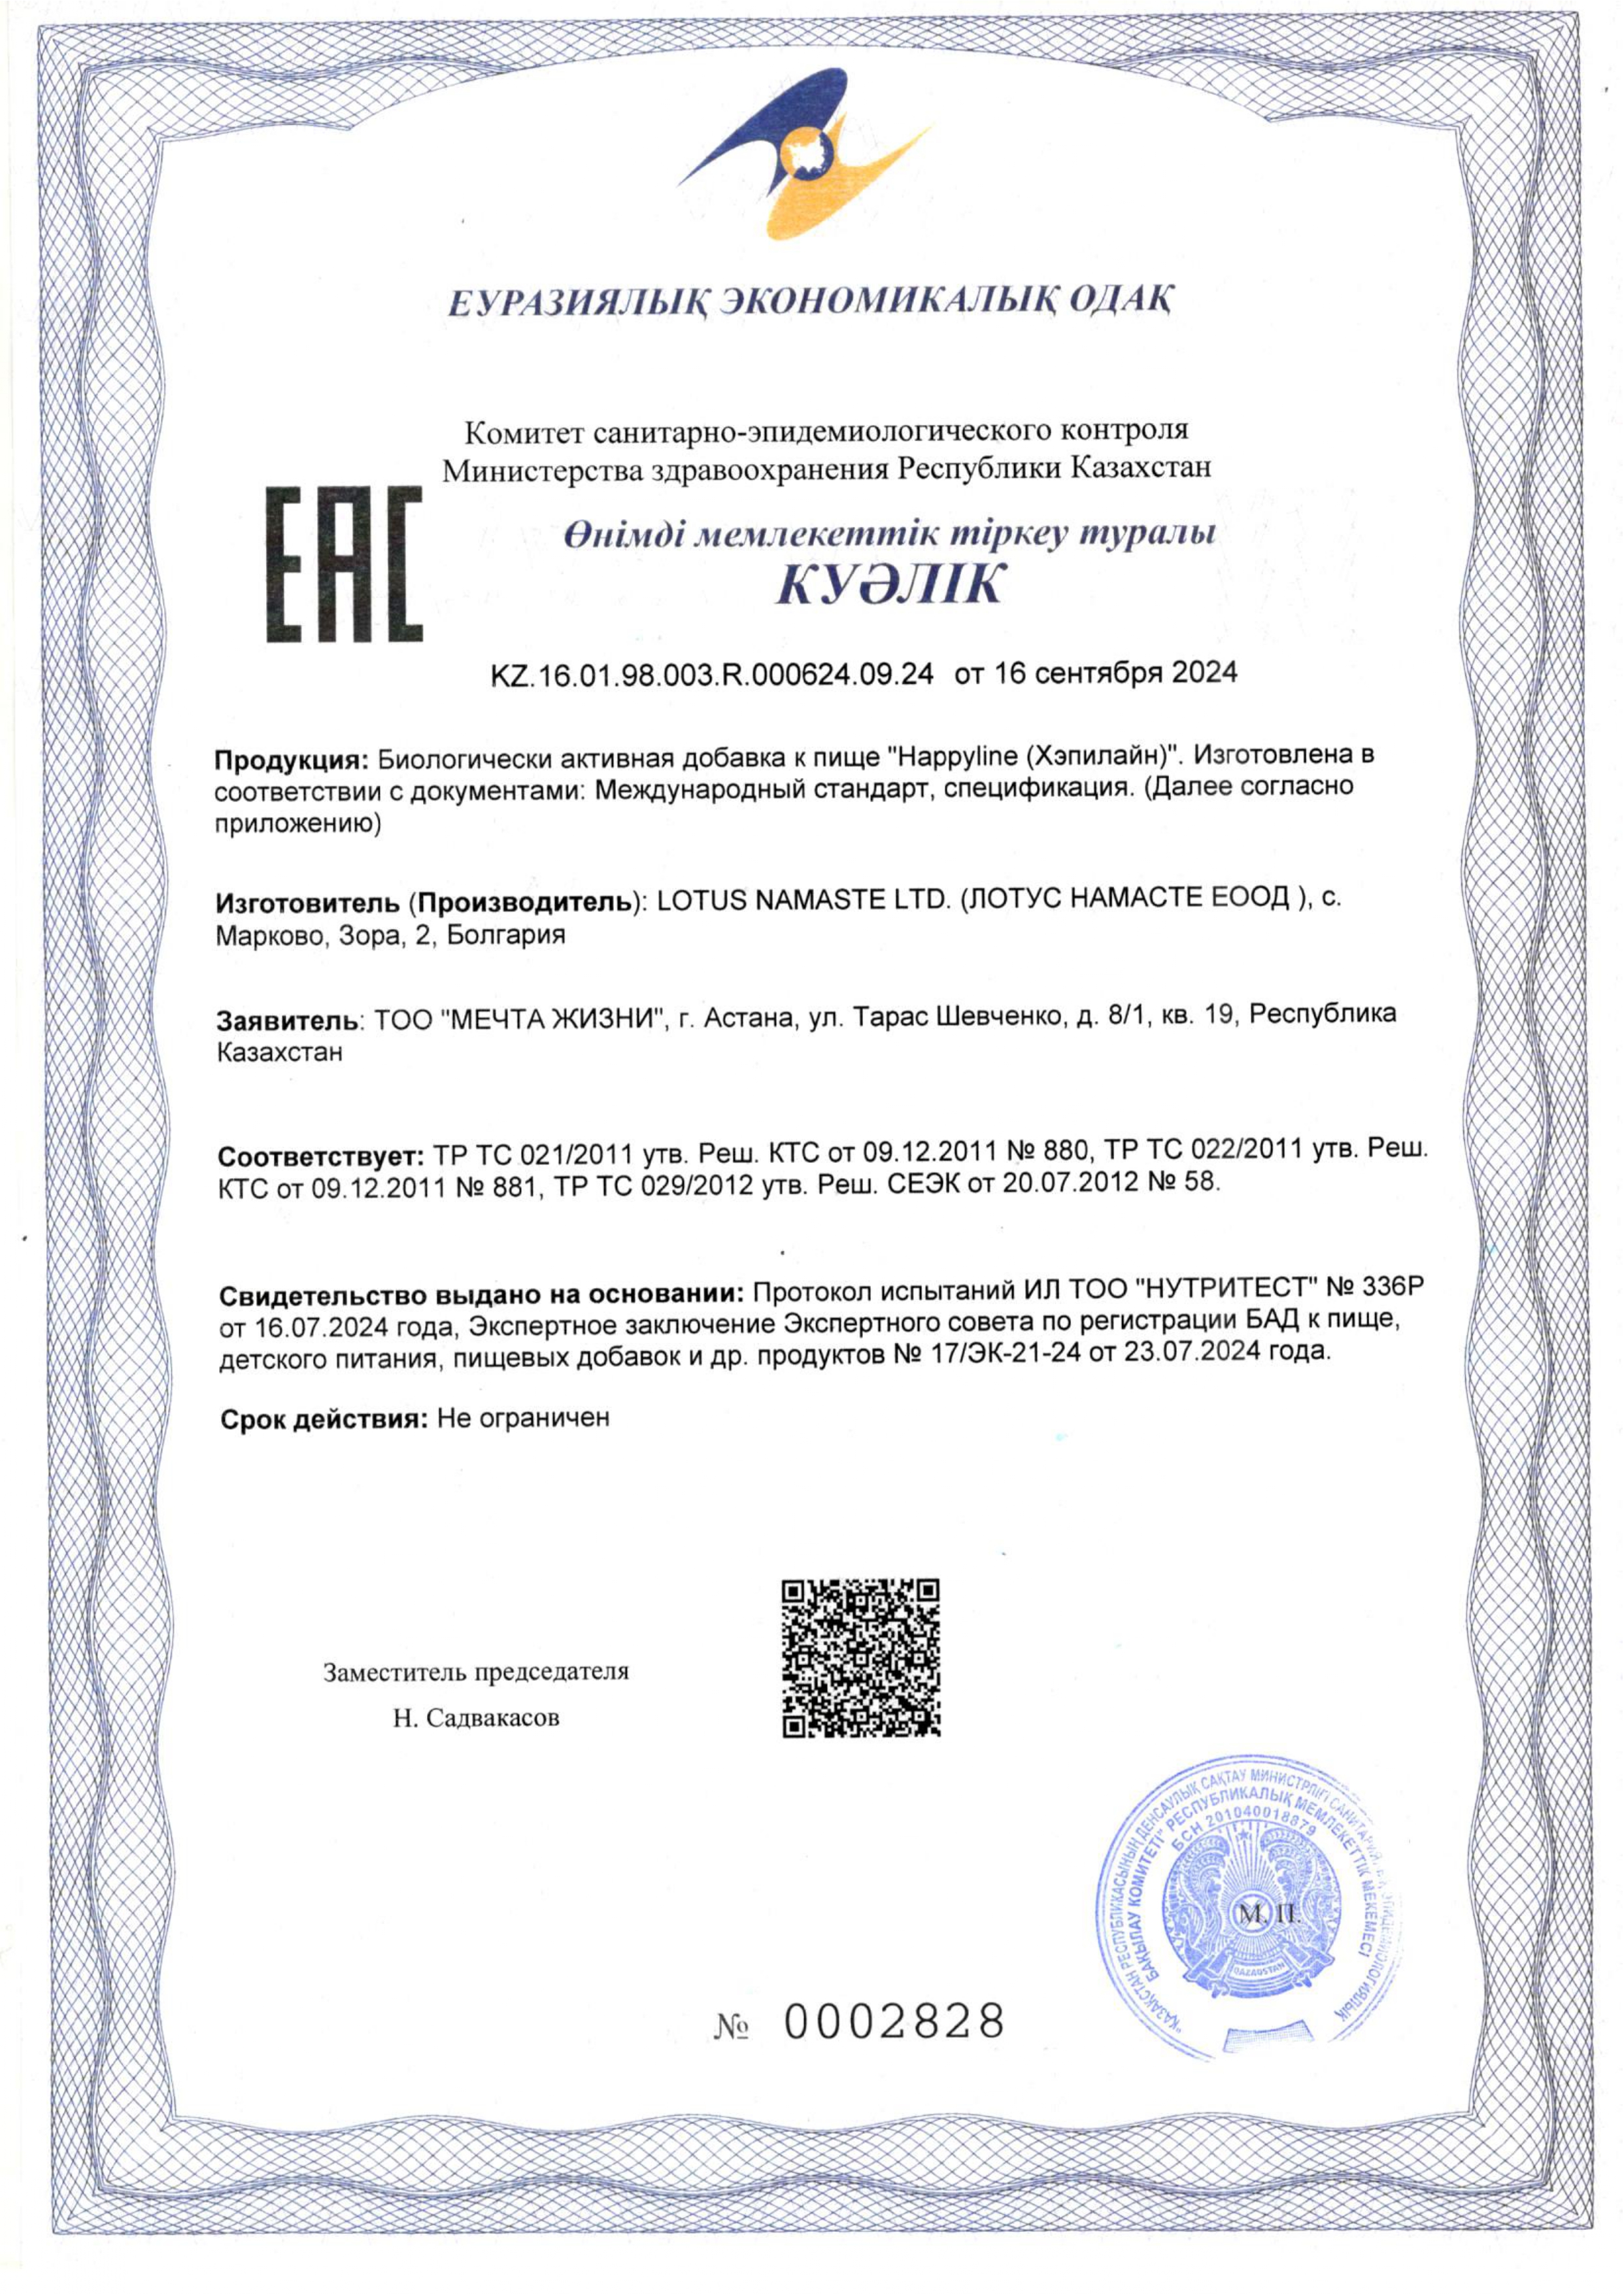 ЕУРАЗИЯЛЫҚ ЭКОНОМИКАЛЫҚ ОДАҚ
Комитет санитарно-эпидемиологического контроля
Министерства здравоохранения Республики Казахстан
EAC
Өнімді мемлекеттік тіркеу туралы
КУӘЛІК
KZ.16.01.98.003.R.000624.09.24 от 16 сентября 2024
Продукция: Биологически активная добавка к пище "Happyline (Хэпилайн)". Изготовлена в
соответствии с документами: Международный стандарт, спецификация. (Далее согласно
приложению)
Изготовитель (Производитель): LOTUS NAMASTE LTD. (ЛОТУС НАМАСТЕ ЕООД ), с.
Марково, Зора, 2, Болгария
Заявитель: ТОО "МЕЧТА ЖИЗНИ", г. Астана, ул. Тарас Шевченко, д. 8/1, кв. 19, Республика
Казахстан
Соответствует: ТР ТС 021/2011 утв. Реш. КТС от 09.12.2011 № 880, ТР ТС 022/2011 утв. Реш.
КТС от 09.12.2011 № 881, ТР ТС 029/2012 утв. Реш. СЕЭК от 20.07.2012 № 58.
Свидетельство выдано на основании: Протокол испытаний ИЛ ТОО "НУТРИТЕСТ" № 336Р
от 16.07.2024 года, Экспертное заключение Экспертного совета по регистрации БАД к пище,
детского питания, пищевых добавок и др. продуктов № 17/ЭК-21-24 от 23.07.2024 года.
Срок действия: Не ограничен
Заместитель председателя
Н. Садвакасов
"ҚАЗАҚСТАН РЕСПУБЛИКАСЫНЫҢ ДЕНСАУЛЫҚ САҚТАУ МИНИСТРЛІГІ САНИТАРИЯ ЭПИДЕМИОЛОГИЯЛЫҚ
БАҚЫЛАУ КОМИТЕТІ" РЕСПУБЛИКАЛЫҚ МЕМЛЕКЕТТІК МЕКЕМЕСІ
БСН 201040018879
М. П.
QAZAQSTAN
№ 0002828